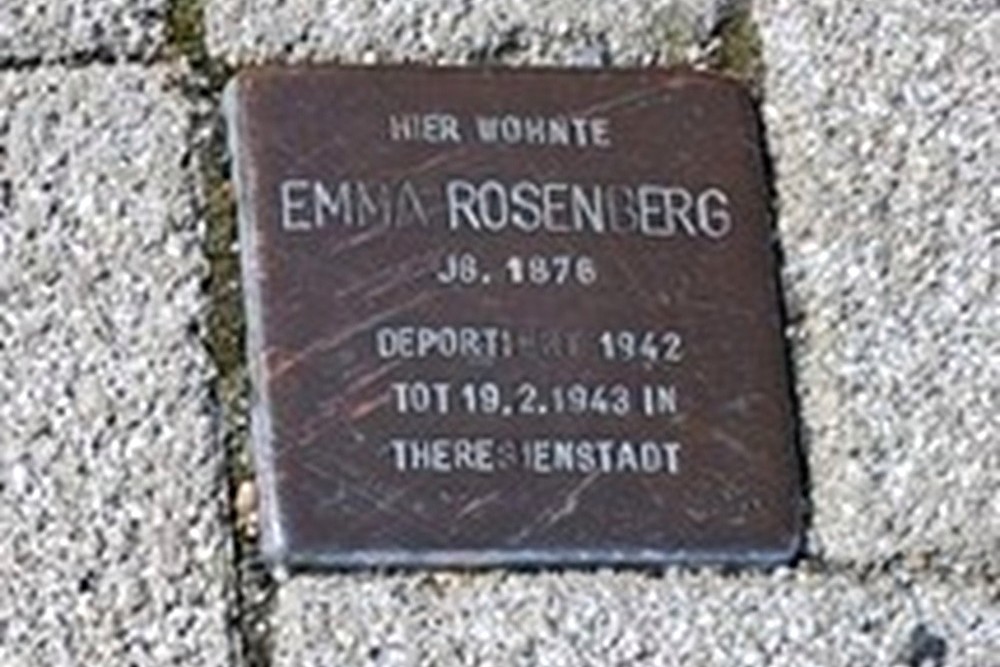 HIER WOHNTE
EMMA ROSENBERG
JG. 1876
DEPORTIERT 1942
TOT 19.2.1943 IN
THERESIENSTADT